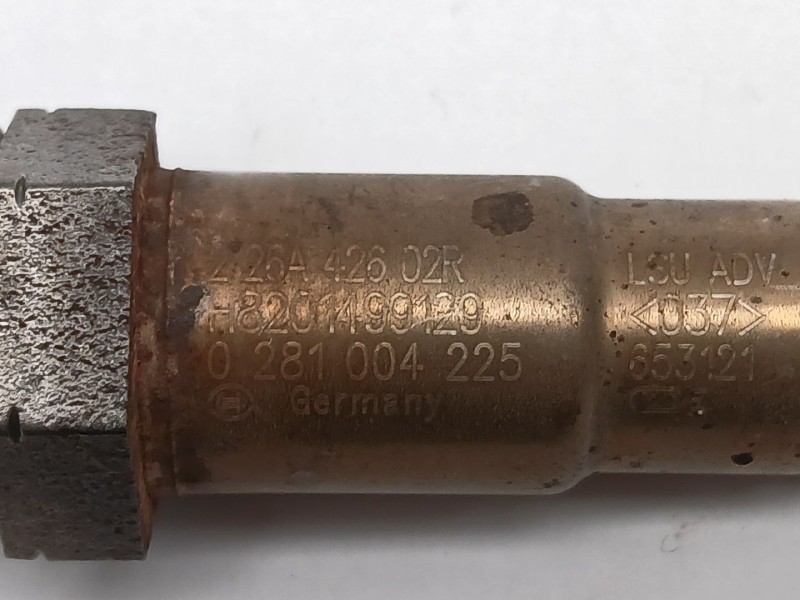 226A 426 02R
H8201499129
0 281 004 225
Germany
LSU ADV
<037>
653121